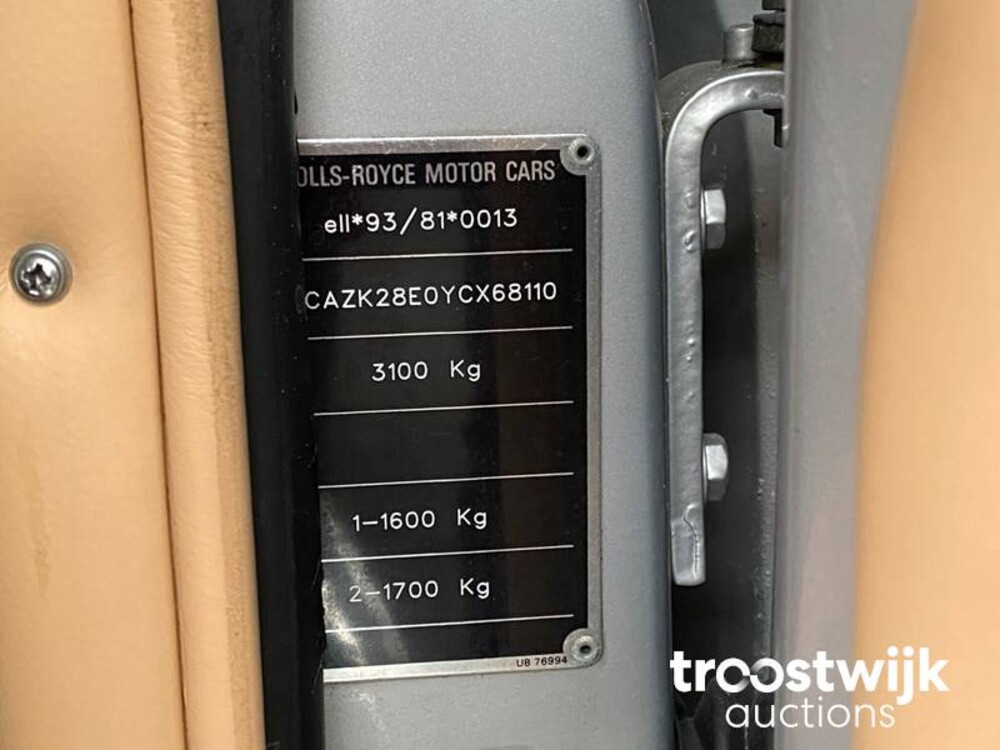 OLLS-ROYCE MOTOR CARS
ell*93/81*0013
CAZK28E0YCX68110
3100 Kg
1-1600 Kg
2-1700 Kg
UB 76994
troostwijk
auctions